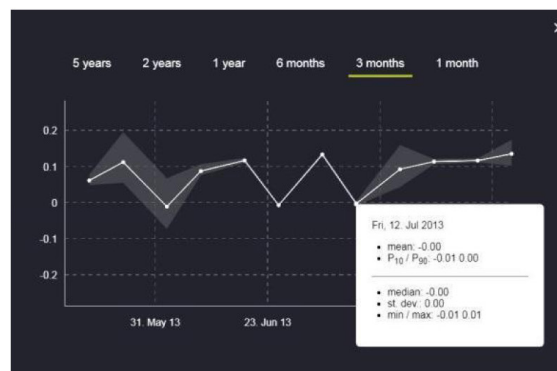 5 years 2 years 1 year 6 months 3 months 1 month
0.2
0.1
0
-0.1
-0.2
31. May 13 23. Jun 13
Fri, 12. Jul 2013
• mean: -0.00
• P10 / P90: -0.01 0.00
• median: -0.00
• st. dev.: 0.00
• min / max: -0.01 0.01